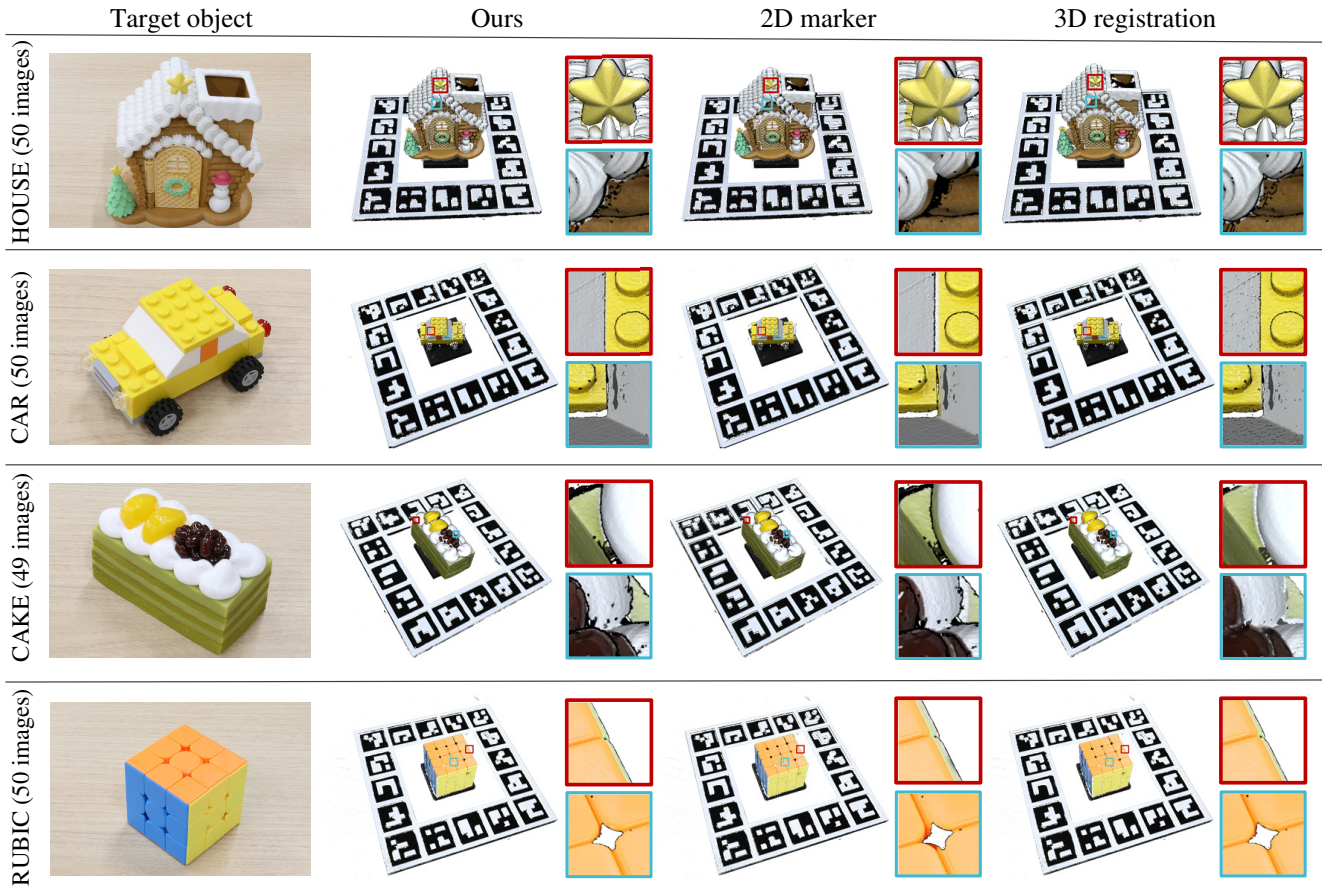 Target object
Ours
2D marker
3D registration
HOUSE (50 images)
CAR (50 images)
CAKE (49 images)
RUBIC (50 images)